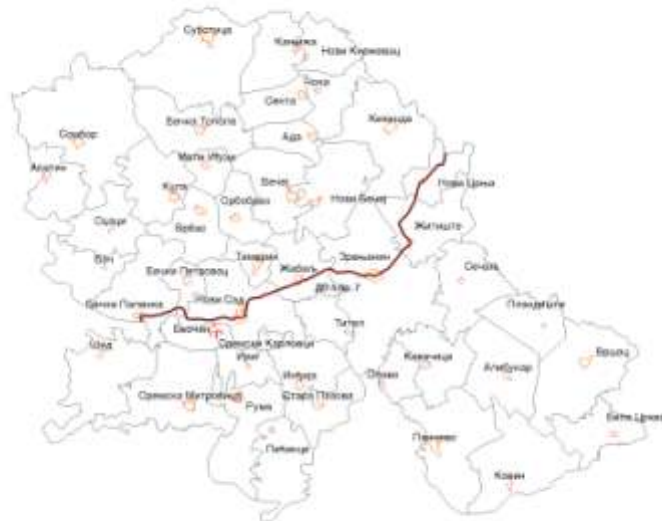 Суботица
Кањижа
Нови Кнежевац
Чока
Сента
Бачка Топола
Ада
Кикинда
Сомбор
Мали Иђош
Апатин
Кула
Бечеј
Нови Бечеј
Нова Црња
Србобран
Оџаци
Врбас
Житиште
Бач
Темерин
Зрењанин
Бачки Петровац
Жабаљ
Сечањ
Бачка Паланка
Нови Сад
ДП бр. 7
Пландиште
Беочин
Тител
Сремски Карловци
Шид
Ириг
Ковачица
Алибунар
Вршац
Инђија
Опово
Сремска Митровица
Рума
Стара Пазова
Бела Црква
Пећинци
Панчево
Ковин